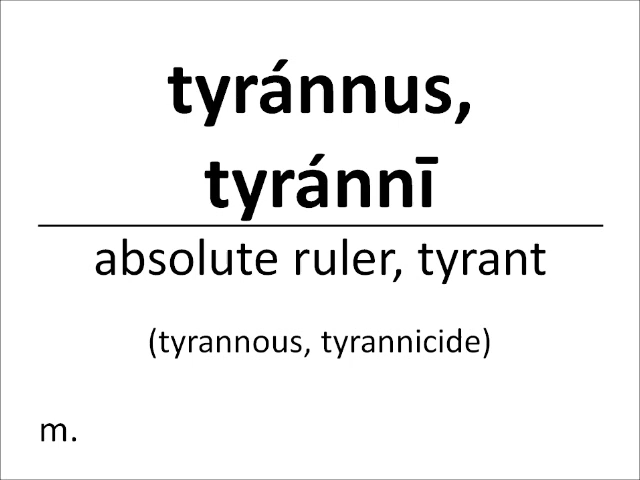 tyránnus,
tyránnī
absolute ruler, tyrant
(tyrannous, tyrannicide)
m.